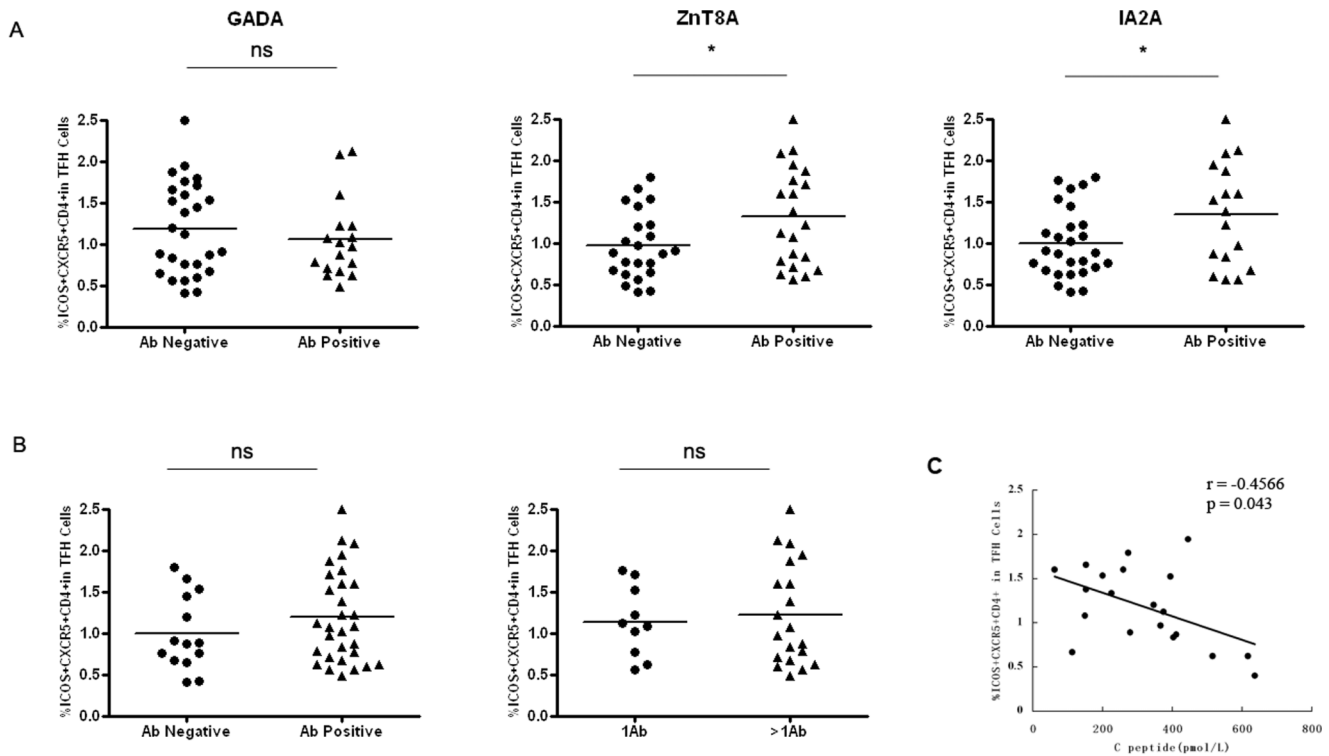 A
GADA
ns
%ICOS+CXCR5+CD4+in TFH Cells
2.5
2.0
1.5
1.0
0.5
0.0
Ab Negative
Ab Positive
ZnT8A
*
%ICOS+CXCR5+CD4+in TFH Cells
2.5
2.0
1.5
1.0
0.5
0.0
Ab Negative
Ab Positive
IA2A
*
%ICOS+CXCR5+CD4+in TFH Cells
2.5
2.0
1.5
1.0
0.5
0.0
Ab Negative
Ab Positive
B
ns
%ICOS+CXCR5+CD4+in TFH Cells
2.5
2.0
1.5
1.0
0.5
0.0
Ab Negative
Ab Positive
ns
%ICOS+CXCR5+CD4+in TFH Cells
2.5
2.0
1.5
1.0
0.5
0.0
1Ab
>1Ab
C
r = -0.4566
p = 0.043
%ICOS+CXCR5+CD4+ in TFH Cells
2.5
2
1.5
1
0.5
0
0
200
400
600
800
C peptide(pmol/L)